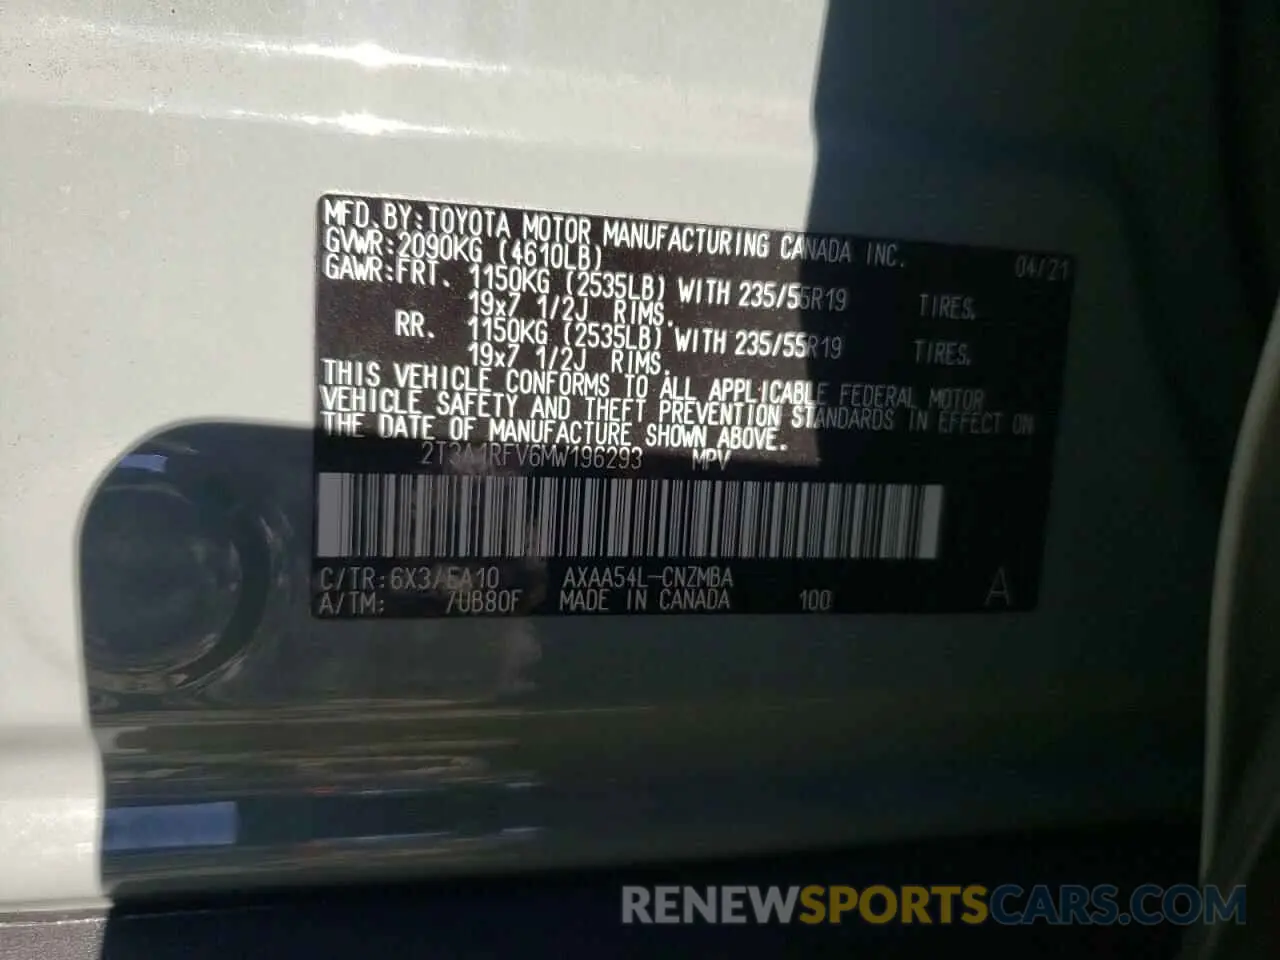 MFD.BY:TOYOTA MOTOR MANUFACTURING CANADA INC. 04/21
GVWR:2090KG (4610LB)
GAWR:FRT. 1150KG (2535LB) WITH 235/55R19 TIRES.
19x7 1/2J RIMS.
RR. 1150KG (2535LB) WITH 235/55R19 TIRES.
19x7 1/2J RIMS.
THIS VEHICLE CONFORMS TO ALL APPLICABLE FEDERAL MOTOR
VEHICLE SAFETY AND THEFT PREVENTION STANDARDS IN EFFECT ON
THE DATE OF MANUFACTURE SHOWN ABOVE.
2T3A1RFV6MW196293 MPV
C/TR:6X3/EA10 AXAA54L-CNZMBA
A/TM: /UB80F MADE IN CANADA 100 A
RENEWSPORTSCARS.COM